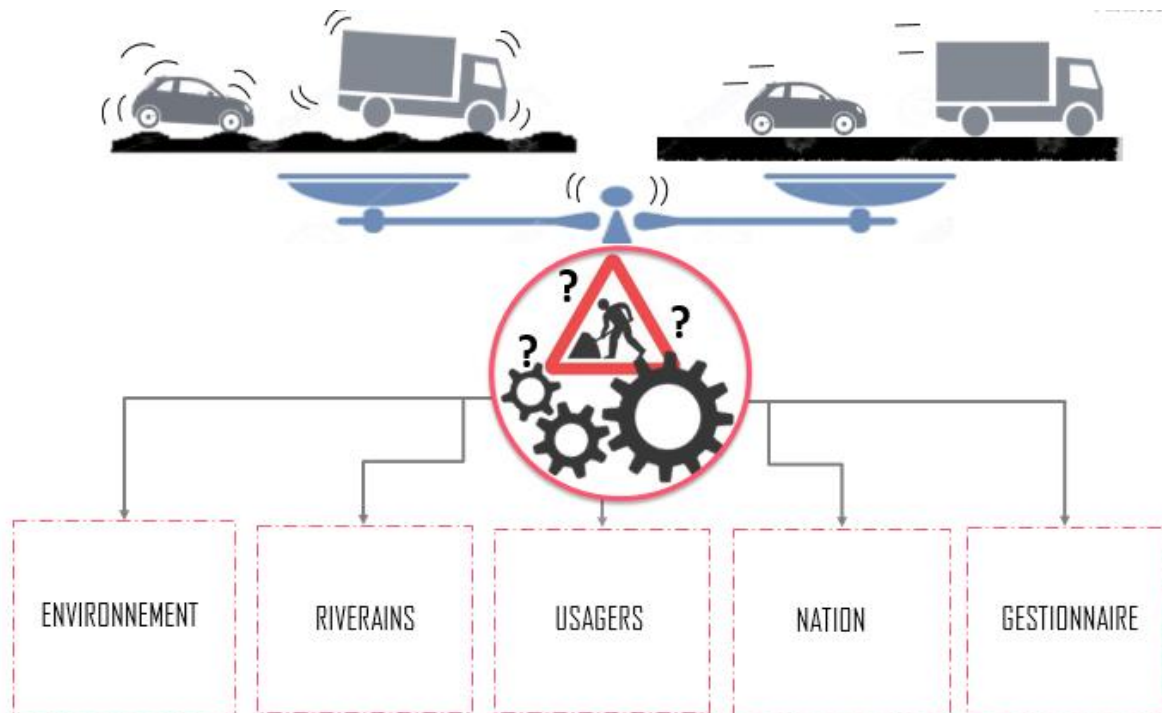 ?
?
?
ENVIRONNEMENT
RIVERAINS
USAGERS
NATION
GESTIONNAIRE